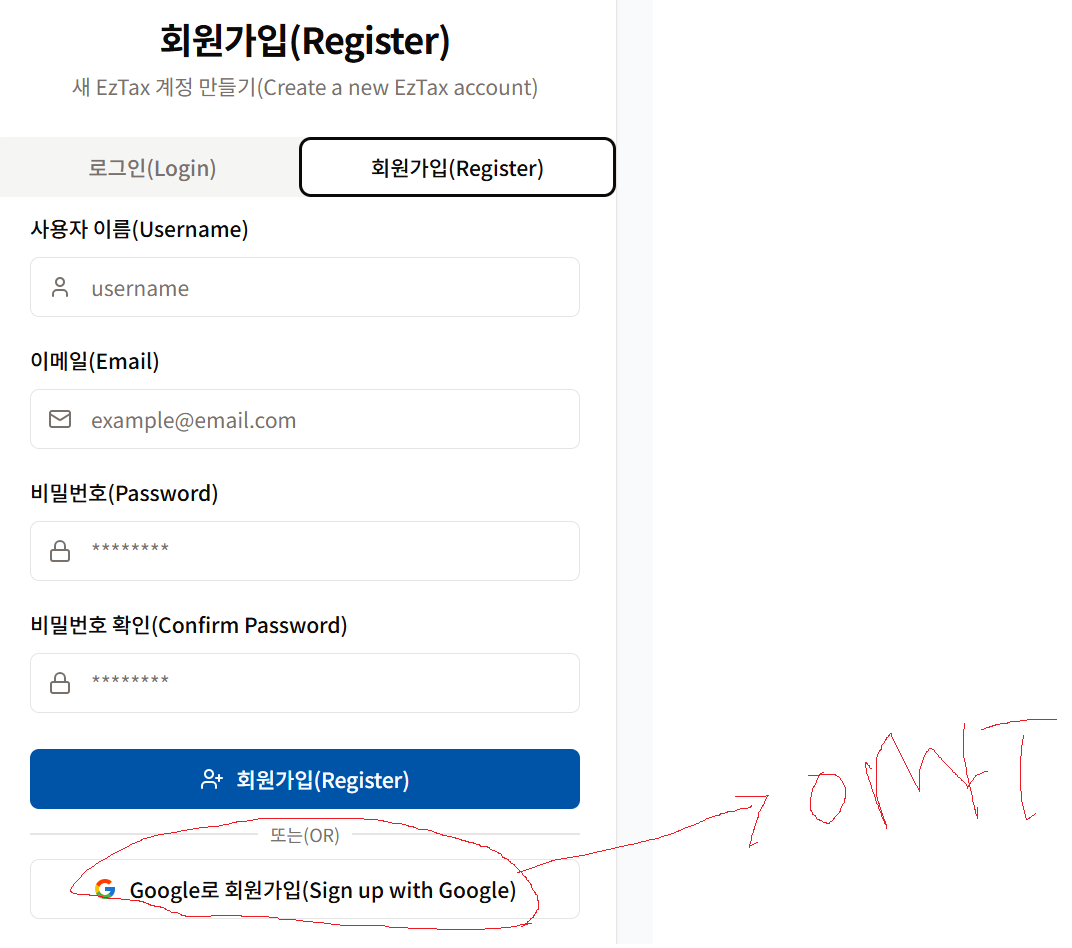 회원가입(Register)
새 EzTax 계정 만들기(Create a new EzTax account)
로그인(Login) 회원가입(Register)
사용자 이름(Username)
username
이메일(Email)
example@email.com
비밀번호(Password)
********
비밀번호 확인(Confirm Password)
********
회원가입(Register)
또는(OR)
Google로 회원가입(Sign up with Google)
OMIT